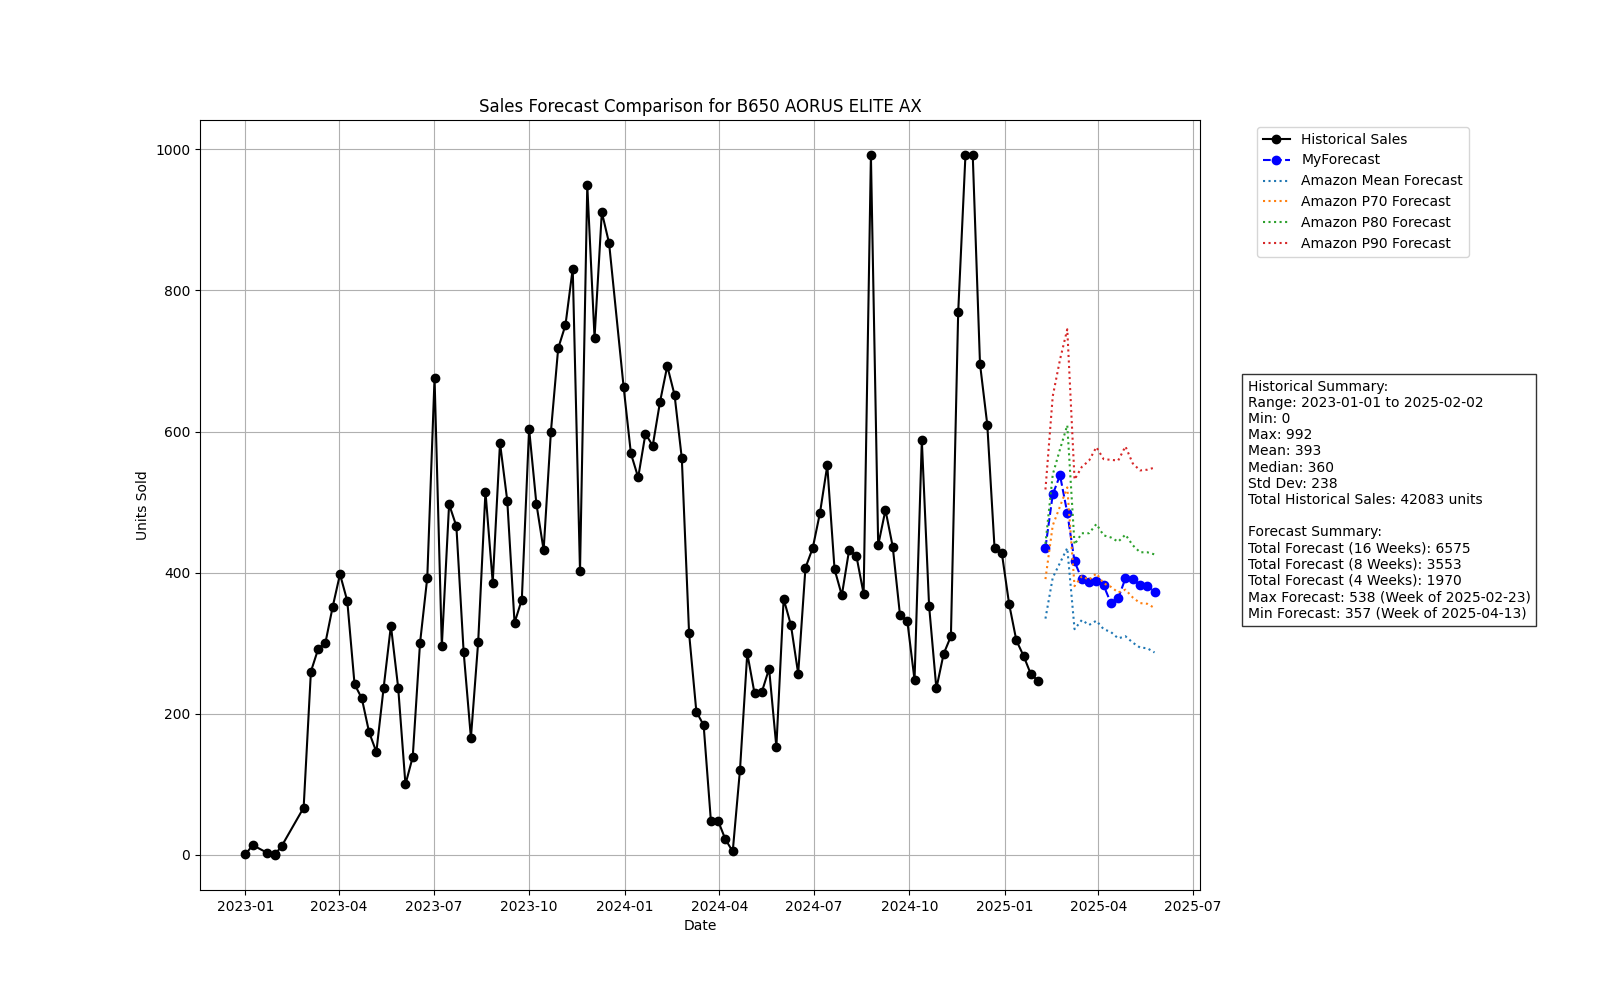 Sales Forecast Comparison for B650 AORUS ELITE AX
Units Sold
1000
800
600
400
200
0
2023-01 2023-04 2023-07 2023-10 2024-01 2024-04 2024-07 2024-10 2025-01 2025-04 2025-07
Date
Historical Sales
MyForecast
Amazon Mean Forecast
Amazon P70 Forecast
Amazon P80 Forecast
Amazon P90 Forecast
Historical Summary:
Range: 2023-01-01 to 2025-02-02
Min: 0
Max: 992
Mean: 393
Median: 360
Std Dev: 238
Total Historical Sales: 42083 units
Forecast Summary:
Total Forecast (16 Weeks): 6575
Total Forecast (8 Weeks): 3553
Total Forecast (4 Weeks): 1970
Max Forecast: 538 (Week of 2025-02-23)
Min Forecast: 357 (Week of 2025-04-13)